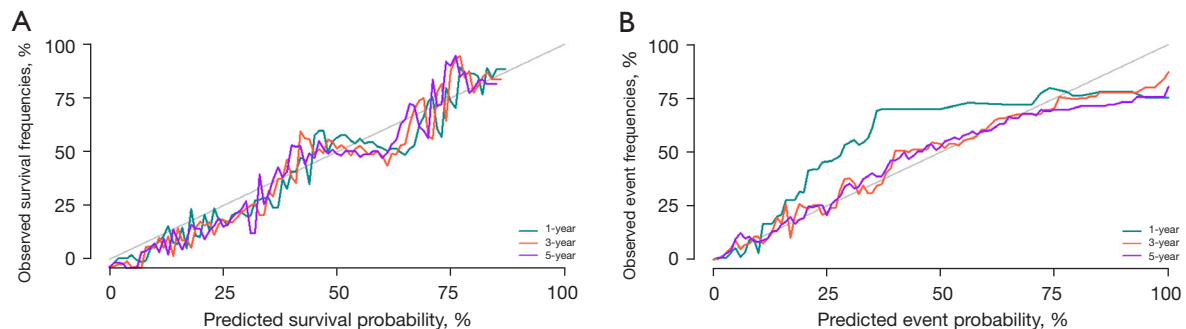 A
Observed survival frequencies, %
100
75
50
25
0
1-year
3-year
5-year
0 25 50 75 100
Predicted survival probability, %
B
Observed event frequencies, %
100
75
50
25
0
1-year
3-year
5-year
0 25 50 75 100
Predicted event probability, %